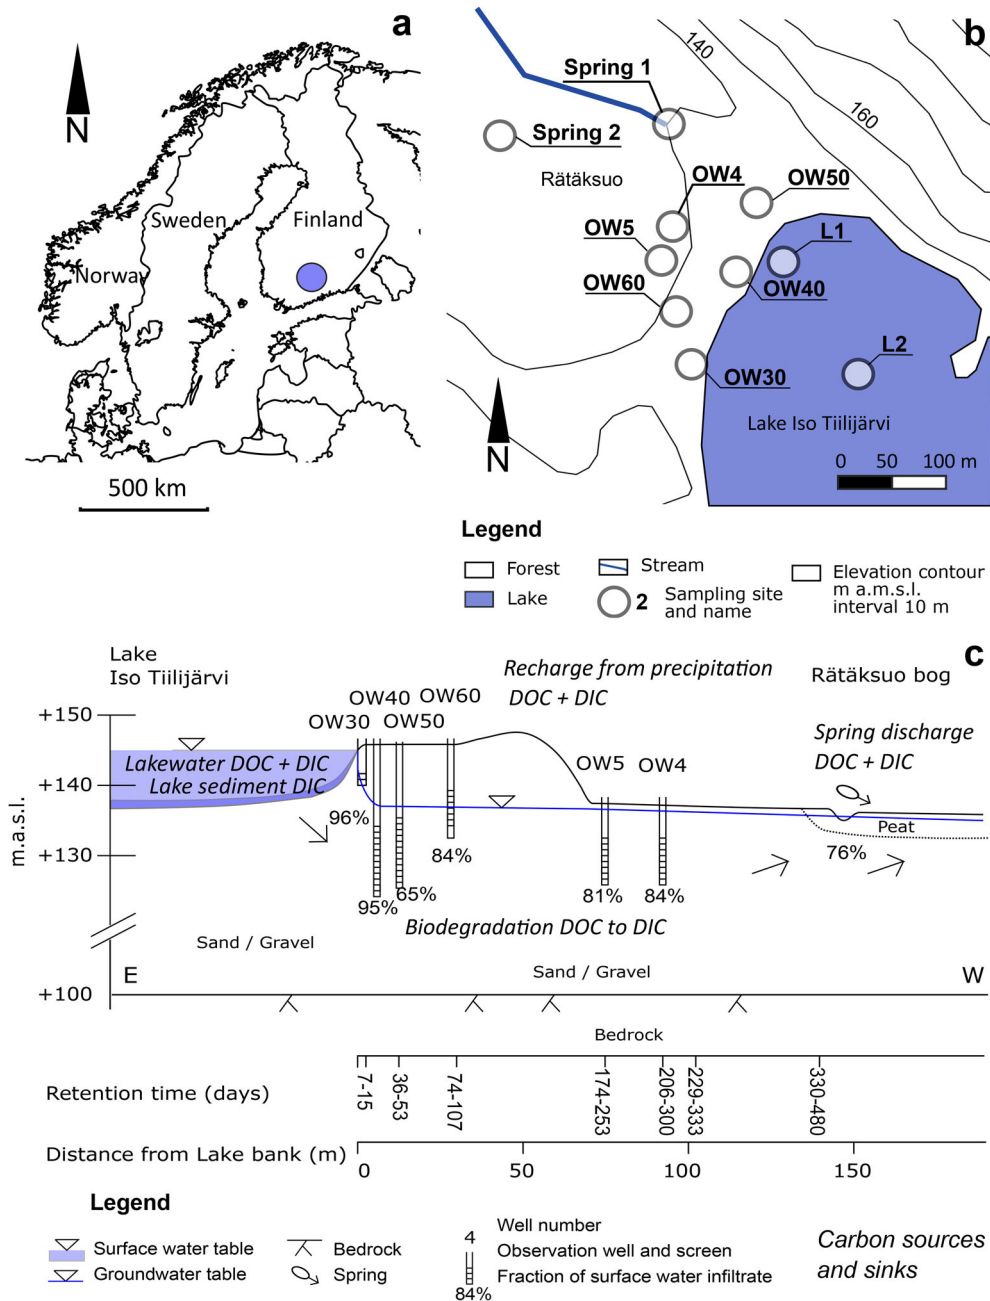 a
N
Sweden
Finland
Norway
500 km
b
140
160
Spring 1
Spring 2
Rätäksuo
OW4
OW50
OW5
L1
OW60
OW40
L2
OW30
N
Lake Iso Tiilijärvi
0 50 100 m
Legend
Forest
Lake
Stream
2 Sampling site
and name
Elevation contour
m a.m.s.l.
interval 10 m
c
Lake
Iso Tiilijärvi
Recharge from precipitation
DOC + DIC
Rätäksuo bog
+150
OW60
OW40
OW50
OW30
Spring discharge
DOC + DIC
Lakewater DOC + DIC
Lake sediment DIC
OW5 OW4
+140
m.a.s.l.
96%
Peat
+130
84%
76%
95%
65%
81%
84%
Biodegradation DOC to DIC
Sand / Gravel
E
Sand / Gravel
W
+100
Bedrock
Retention time (days)
7-15
36-53
74-107
174-253
206-300
229-333
330-480
Distance from Lake bank (m)
0 50 100 150
Legend
Surface water table
Groundwater table
Bedrock
Spring
Well number
4
Observation well and screen
Fraction of surface water infiltrate
84%
Carbon sources
and sinks